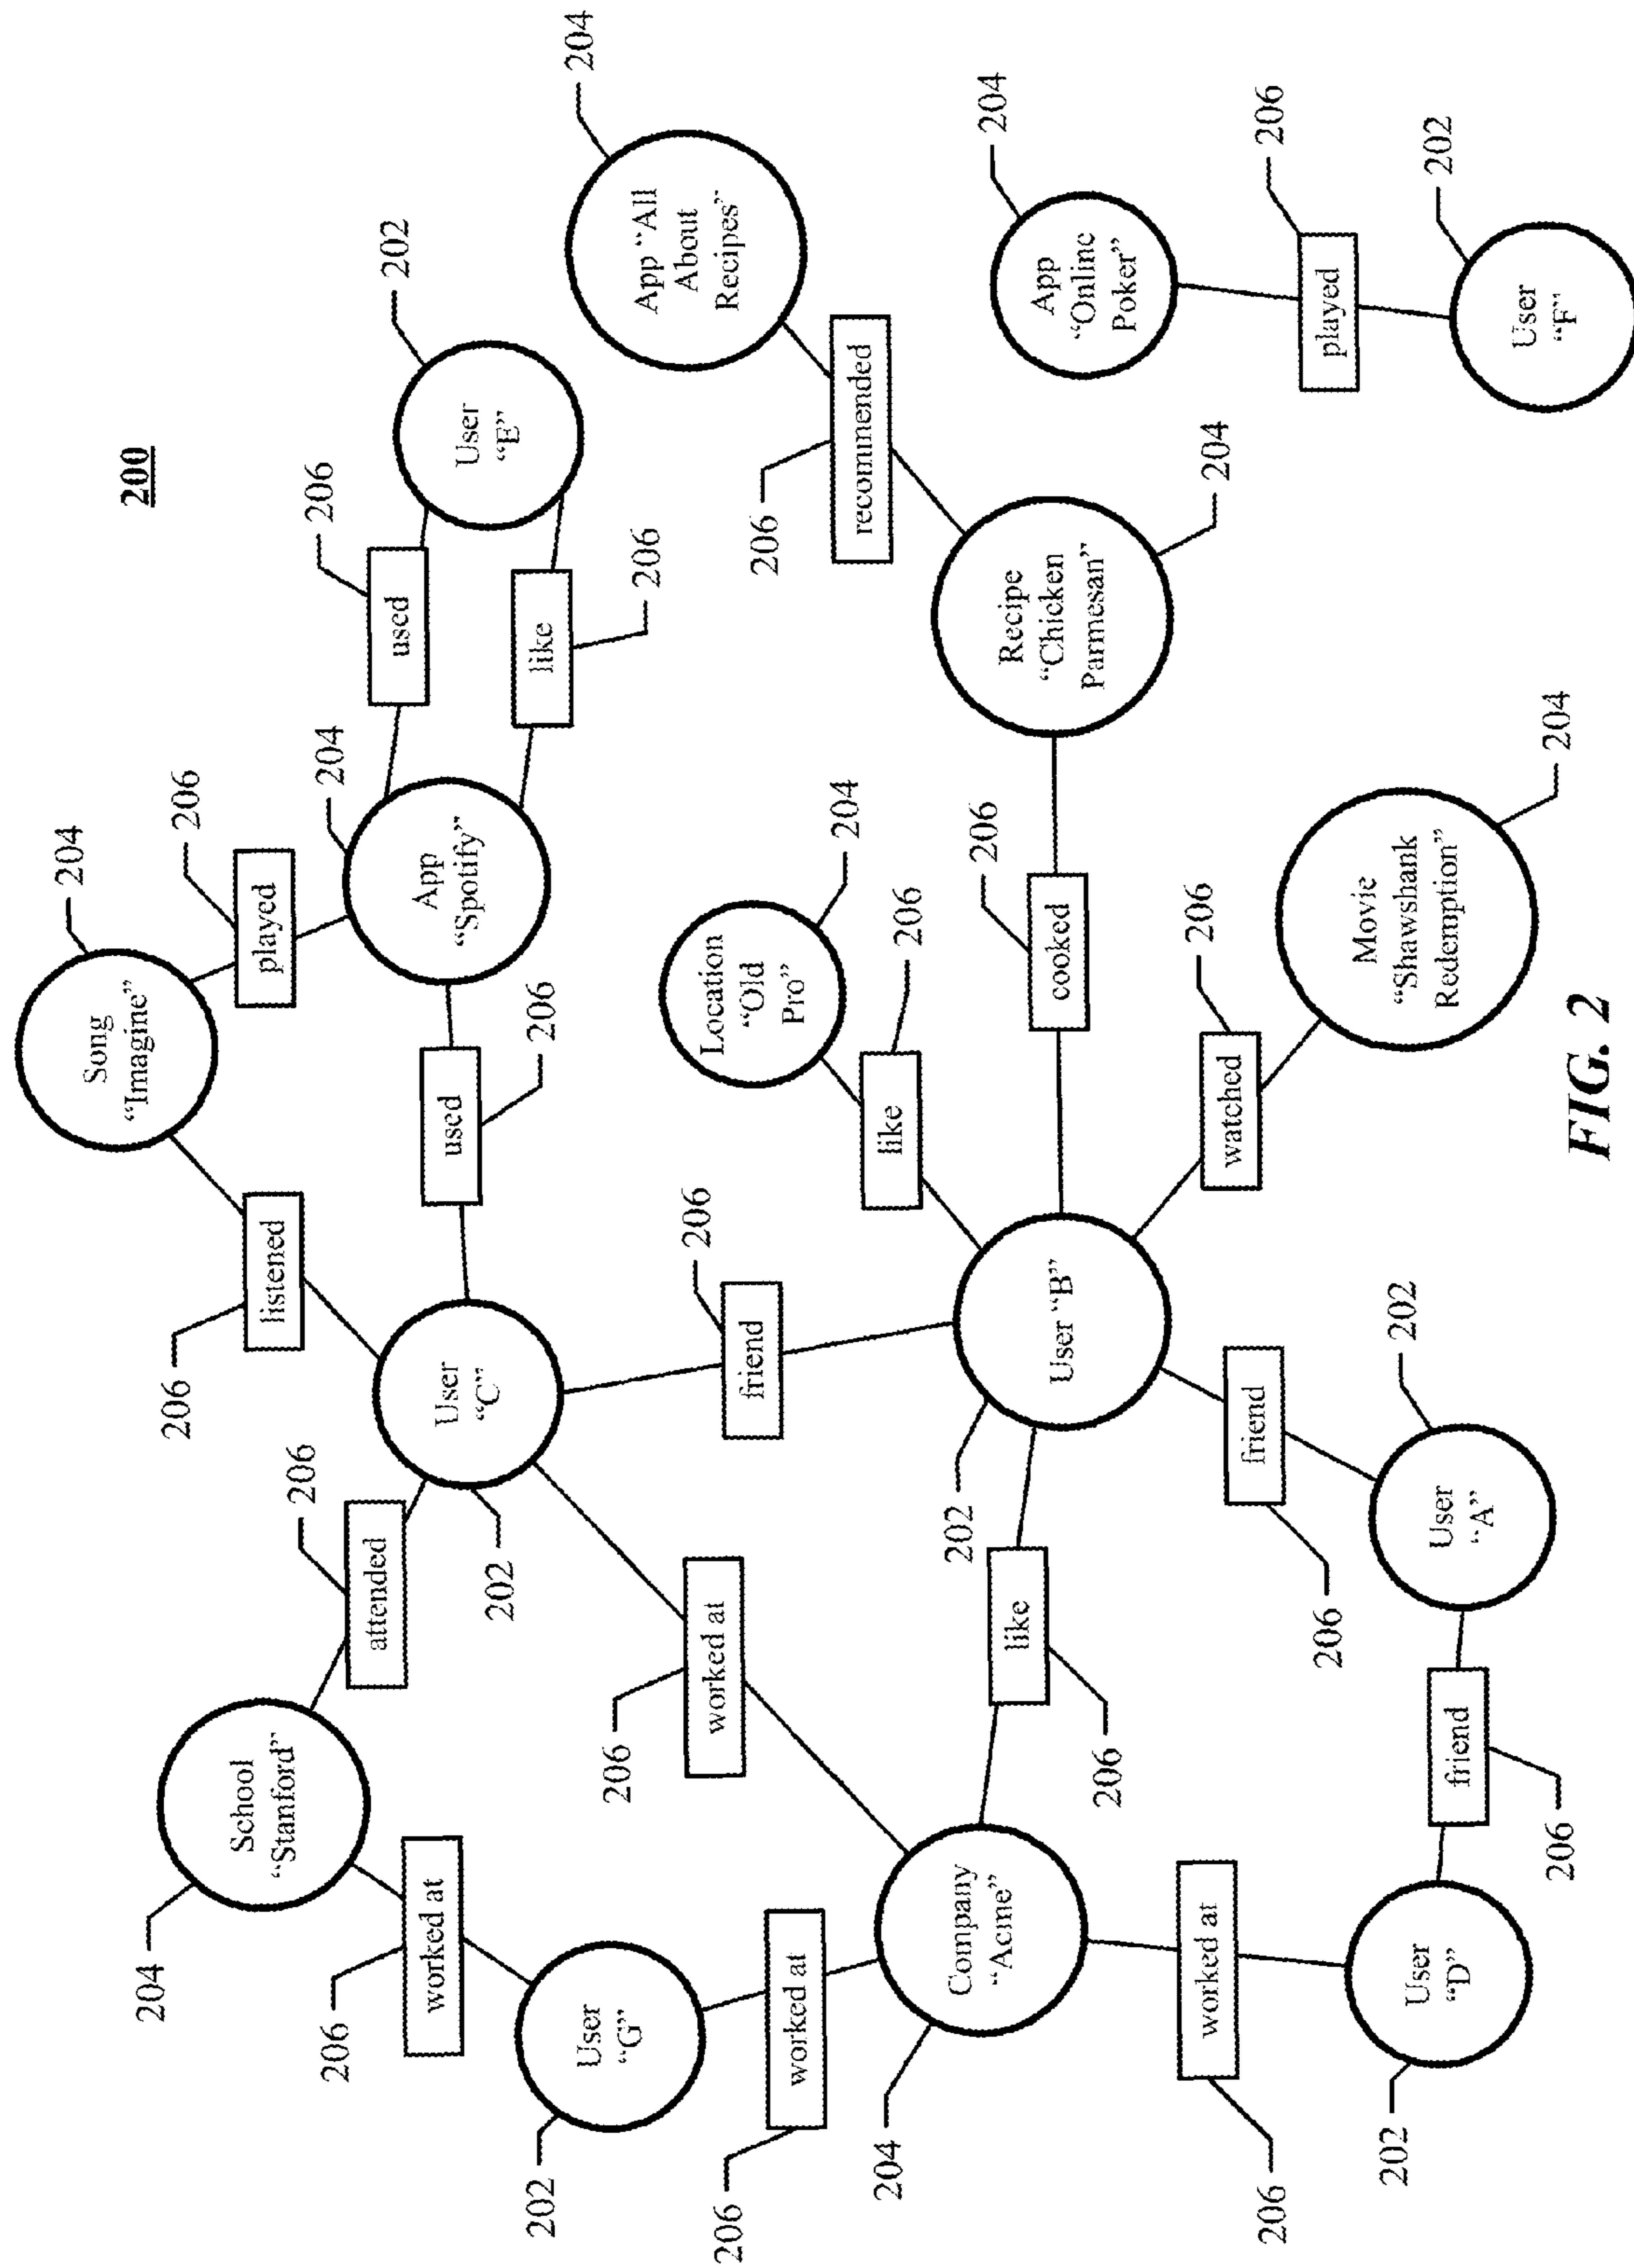 200
204
School
“Stanford”
206
worked at
206
attended
206
listened
204
Song
“Imagine”
206
played
202
User
“G”
202
User
“C”
206
used
204
App
“Spotify”
206
used
206
like
202
User
“E”
206
worked at
206
worked at
206
friend
204
Location
“Old
Pro”
206
like
206
recommended
204
App “All
About
Recipes”
204
Company
“Acme”
206
like
202
User “B”
206
cooked
Recipe
“Chicken
Parmesan”
204
204
App
“Online
Poker”
206
worked at
206
friend
206
watched
206
played
202
User
“D”
206
friend
202
User
“A”
204
Movie
“Shawshank
Redemption”
202
User
“F”
FIG. 2